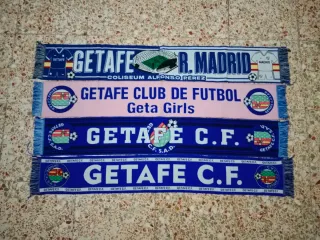 GETAFE R. MADRID
COLISEUM ALFONSO PEREZ
GETAFE CLUB DE FUTBOL
Geta Girls
GETAFE C.F.
C.F. S.A.D.
GETAFE C.F.